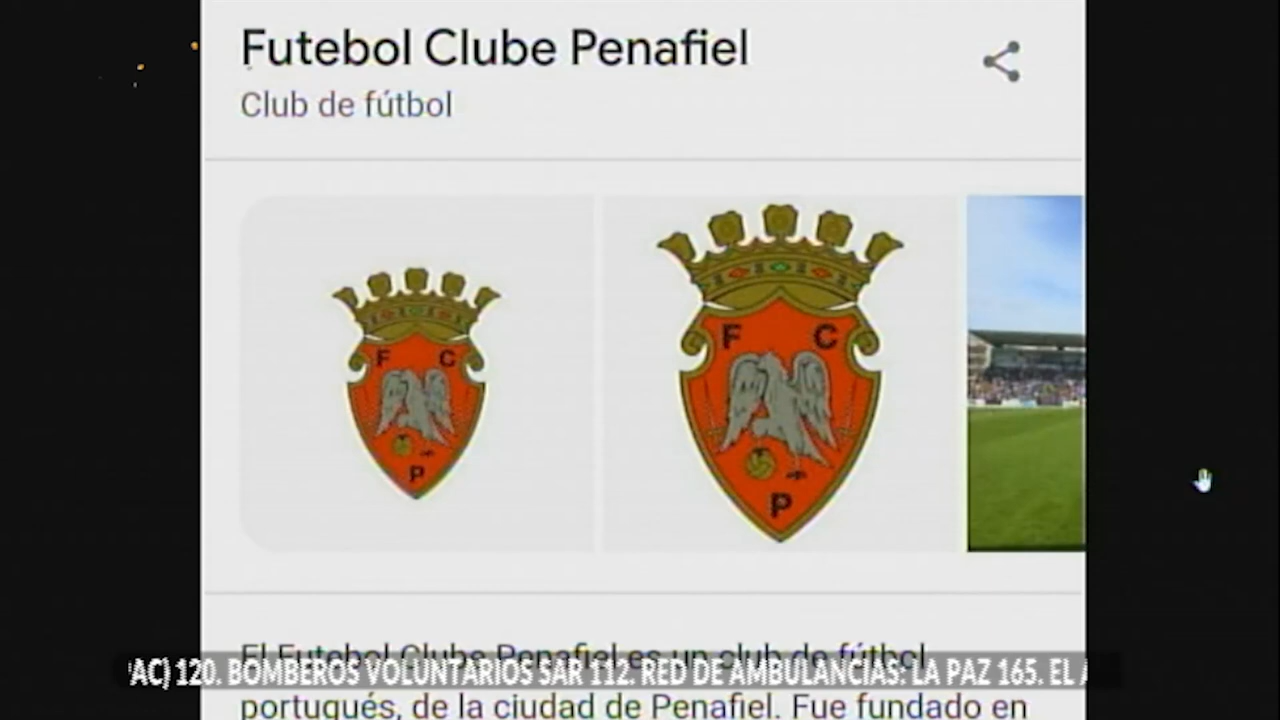 Futebol Clube Penafiel
Club de fútbol
F C
P
F C
P
El Futebol Clube Penafiel es un club de fútbol
AC) 120. BOMBEROS VOLUNTARIOS SAR 112. RED DE AMBULANCIAS: LA PAZ 165. EL
portugués, de la ciudad de Penafiel. Fue fundado en